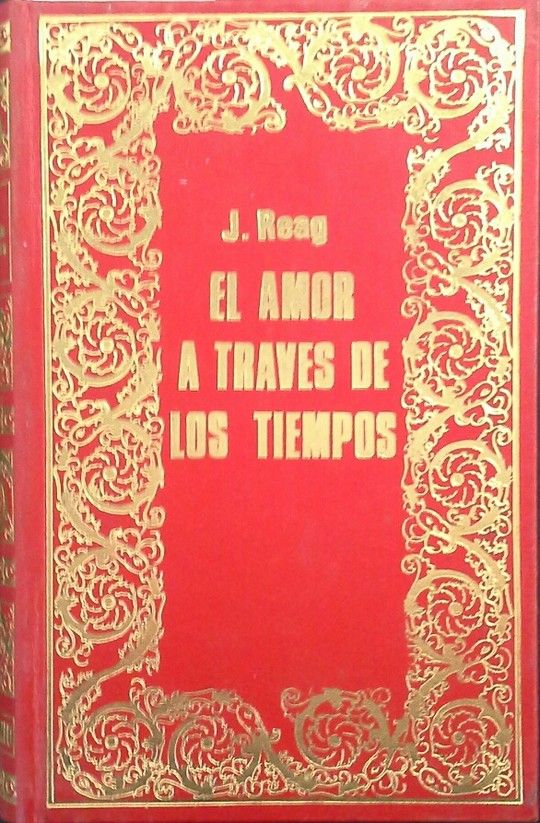 J. Reag
EL AMOR
A TRAVES DE
LOS TIEMPOS